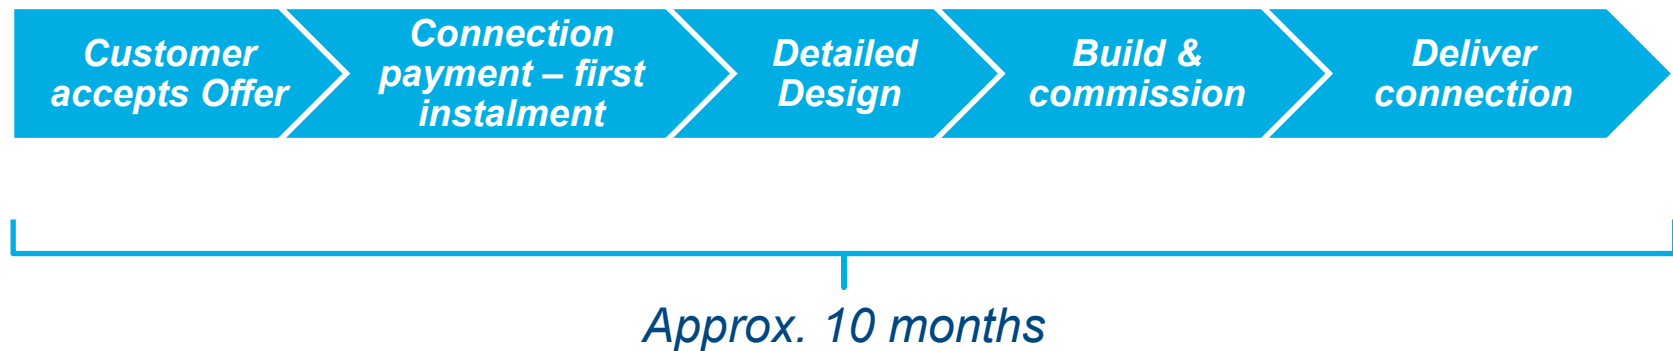 Customer
accepts Offer
Connection
payment – first
instalment
Detailed
Design
Build &
commission
Deliver
connection
Approx. 10 months